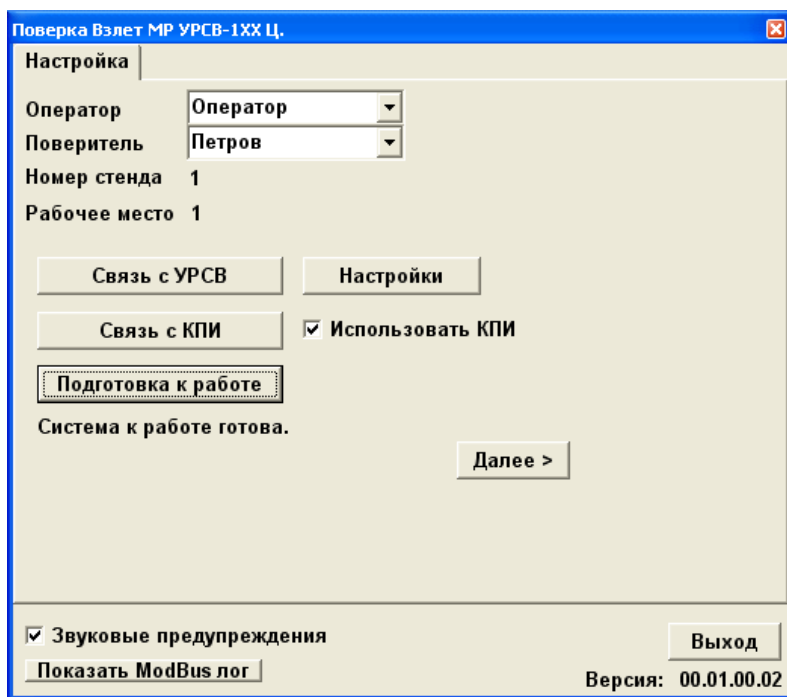 Поверка Взлет МР УРСВ-1ХХ Ц.
Настройка
Оператор Оператор
Поверитель Петров
Номер стенда 1
Рабочее место 1
Связь с УРСВ Настройки
Связь с КПИ Использовать КПИ
Подготовка к работе
Система к работе готова.
Далее >
Звуковые предупреждения
Выход
Показать ModBus лог
Версия: 00.01.00.02